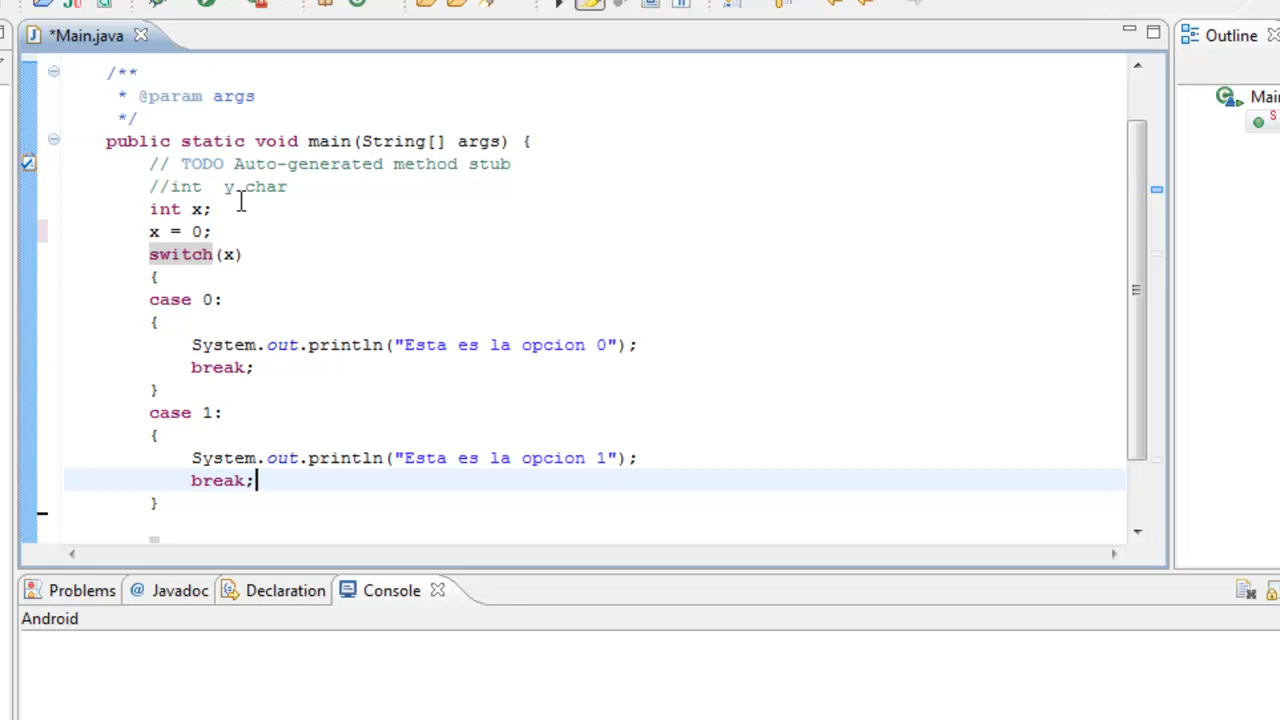 *Main.java
Outline
/**
* @param args
*/
public static void main(String[] args) {
// TODO Auto-generated method stub
//int  y char
int x;
x = 0;
switch(x)
{
case 0:
{
System.out.println("Esta es la opcion 0");
break;
}
case 1:
{
System.out.println("Esta es la opcion 1");
break;
}
Mai
S
Problems
@ Javadoc
Declaration
Console
Android